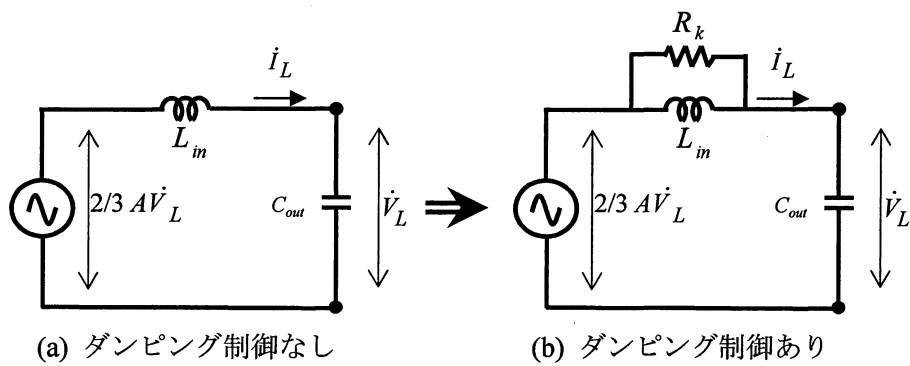 İ_L
L_in
2/3 AV̇_L
C_out
V̇_L
(a) ダンピング制御なし
R_k
İ_L
L_in
2/3 AV̇_L
C_out
V̇_L
(b) ダンピング制御あり